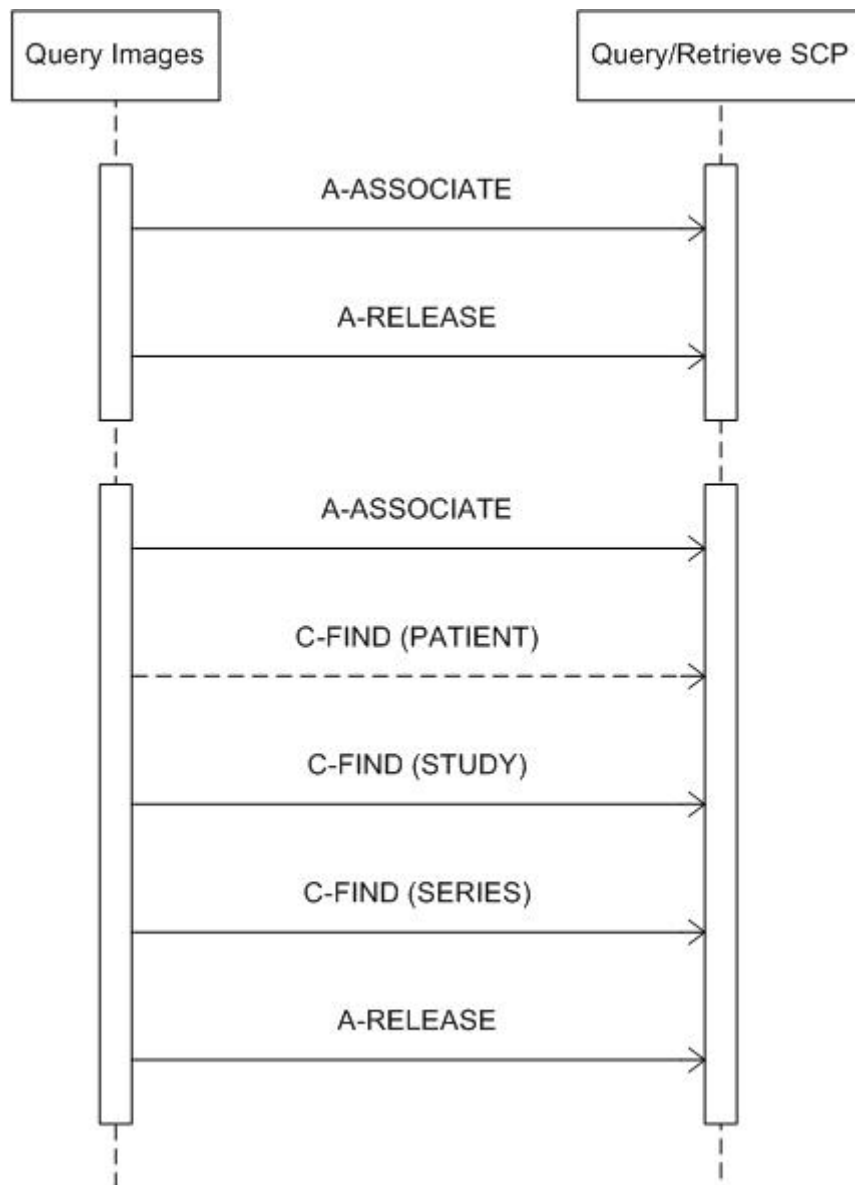 Query Images
Query/Retrieve SCP
A-ASSOCIATE
A-RELEASE
A-ASSOCIATE
C-FIND (PATIENT)
C-FIND (STUDY)
C-FIND (SERIES)
A-RELEASE